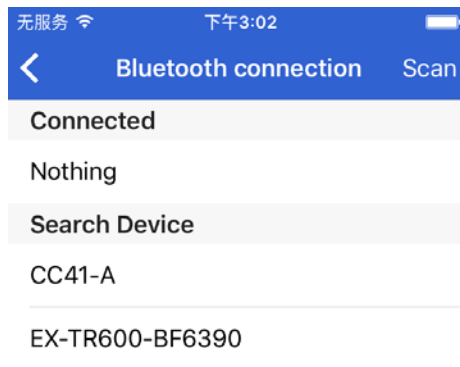 无服务 下午3:02
Bluetooth connection Scan
Connected
Nothing
Search Device
CC41-A
EX-TR600-BF6390